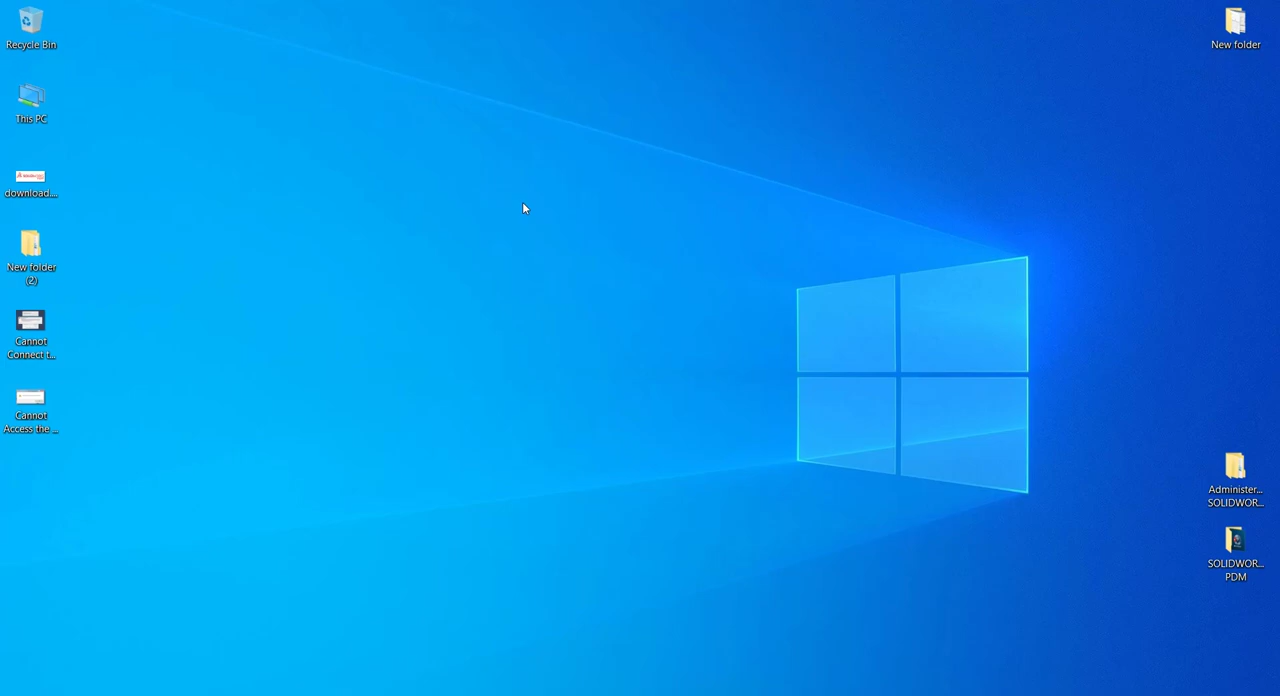 Recycle Bin
This PC
download....
New folder
(2)
Cannot
Connect t...
Cannot
Access the ...
New folder
Administer...
SOLIDWOR...
SOLIDWOR...
PDM